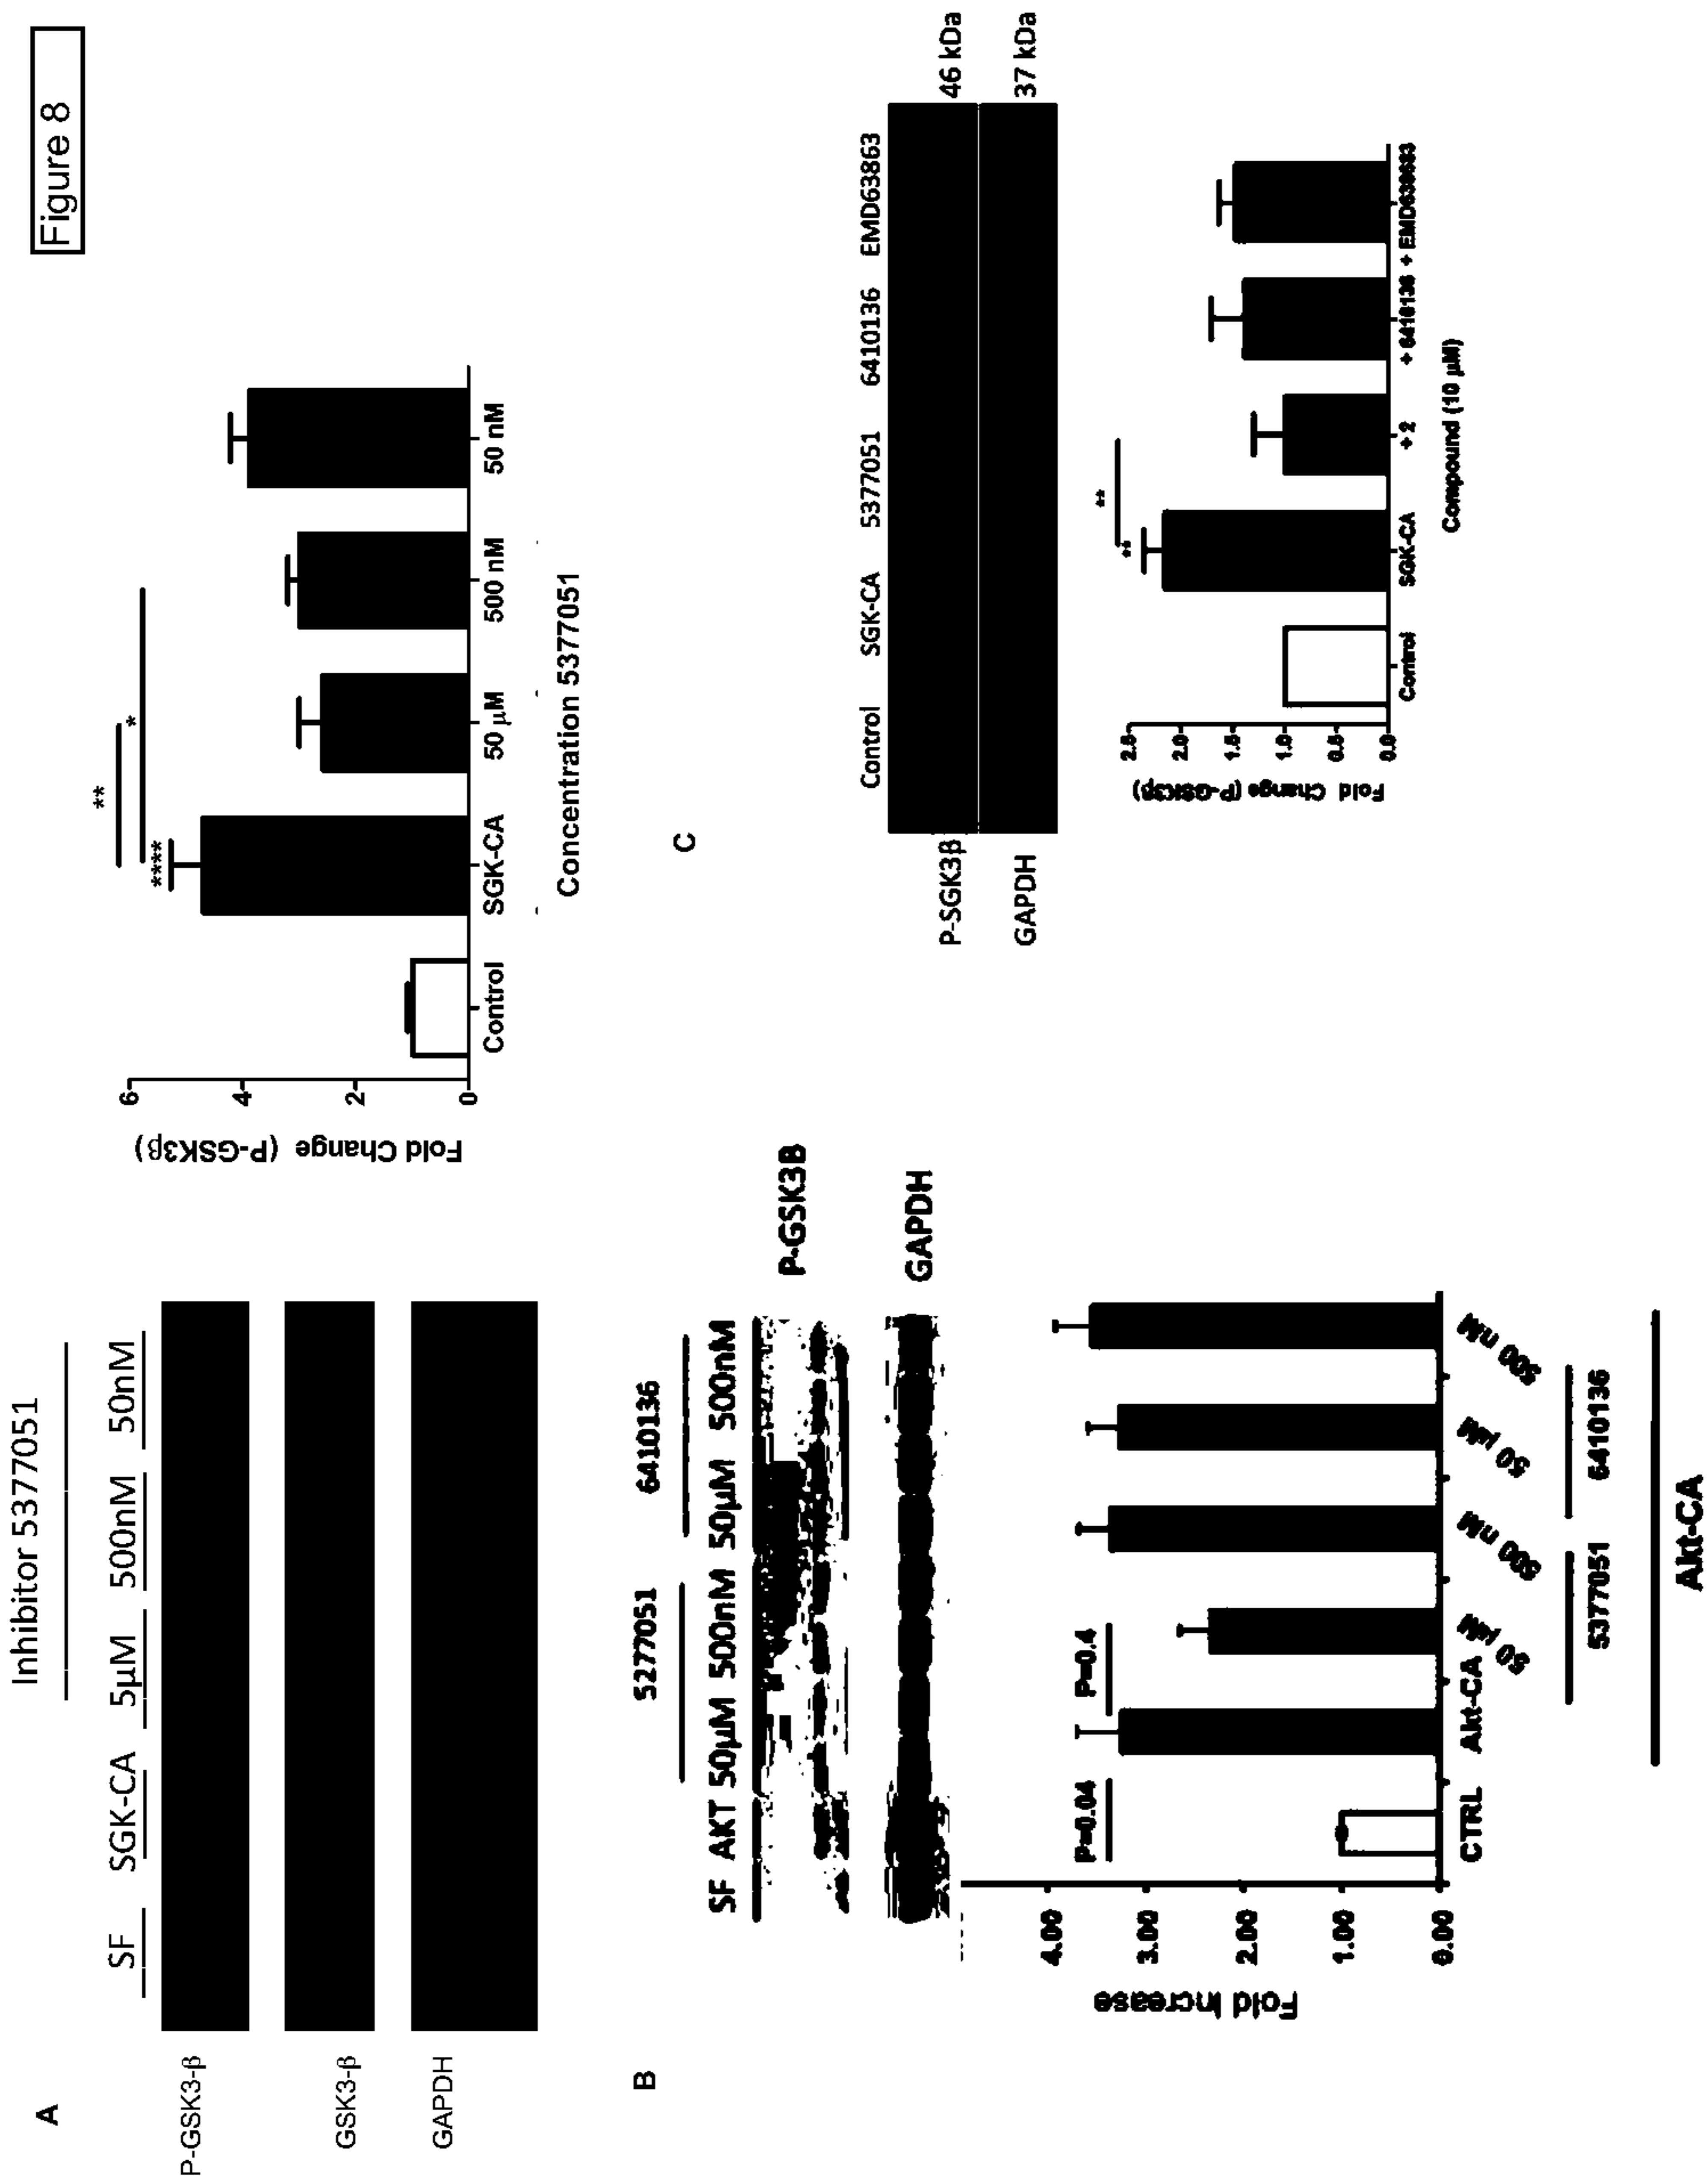 Figure 8
A
Inhibitor 5377051
SF SGK-CA 5µM 500nM 50nM
P-GSK3-β
GSK3-β
GAPDH
Fold Change (P-GSK3β)
6
4
2
0
**
*
****
Control SGK-CA 50 µM 500 nM 50 nM
Concentration 5377051
B
5277051 6410136
SF AKT 50µM 500nM 50µM 500nM
P-GSK3B
GAPDH
Fold Increase
4.00
3.00
2.00
1.00
0.00
P=0.04 P=0.4
CTRL Akt-CA 50 µM 500 nM 50 µM 500 nM
5377051 6410136
Akt-CA
C
Control SGK-CA 5377051 6410136 EMD63863
P-SGK3β 46 kDa
GAPDH 37 kDa
Fold Change (P-GSK3β)
2.5
2.0
1.5
1.0
0.5
0.0
**
**
Control SGK-CA + 2 + 6410136 + EMD638683
Compound (10 µM)